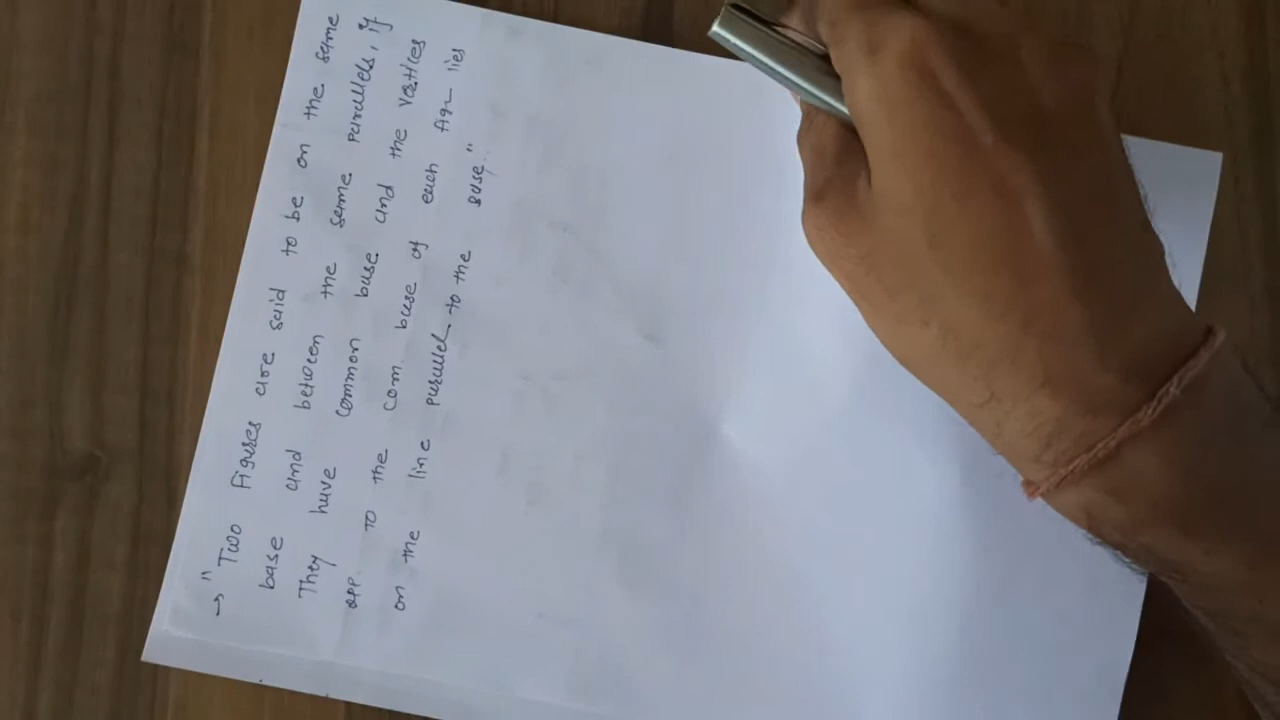 → "Two Figures are said to be on the same
base and between the same parallels, if
They have common base and the vertices
opp. To the com. base of each fig. lies
on the line parallel to the base."